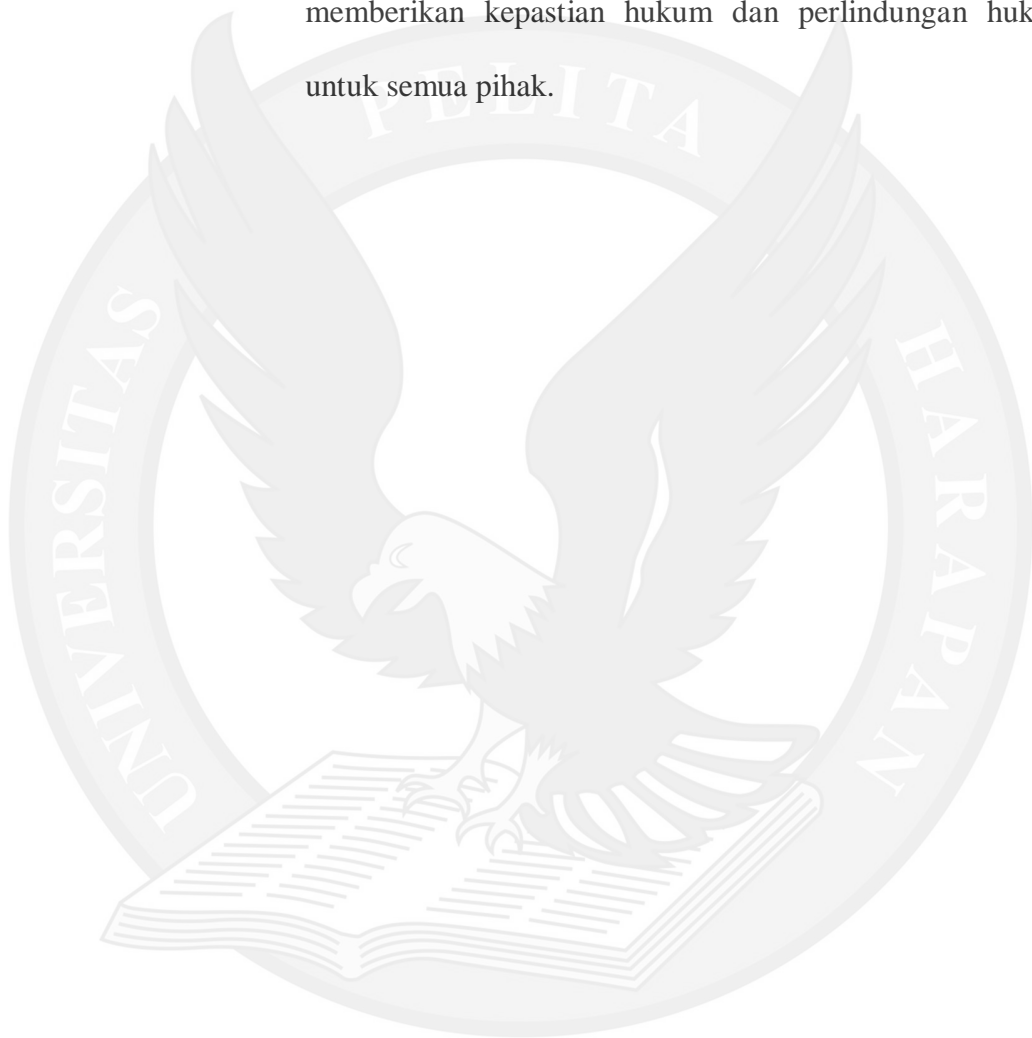 memberikan kepastian hukum dan perlindungan huk
untuk semua pihak.
UNIVERSITAS PELITA HARAPAN